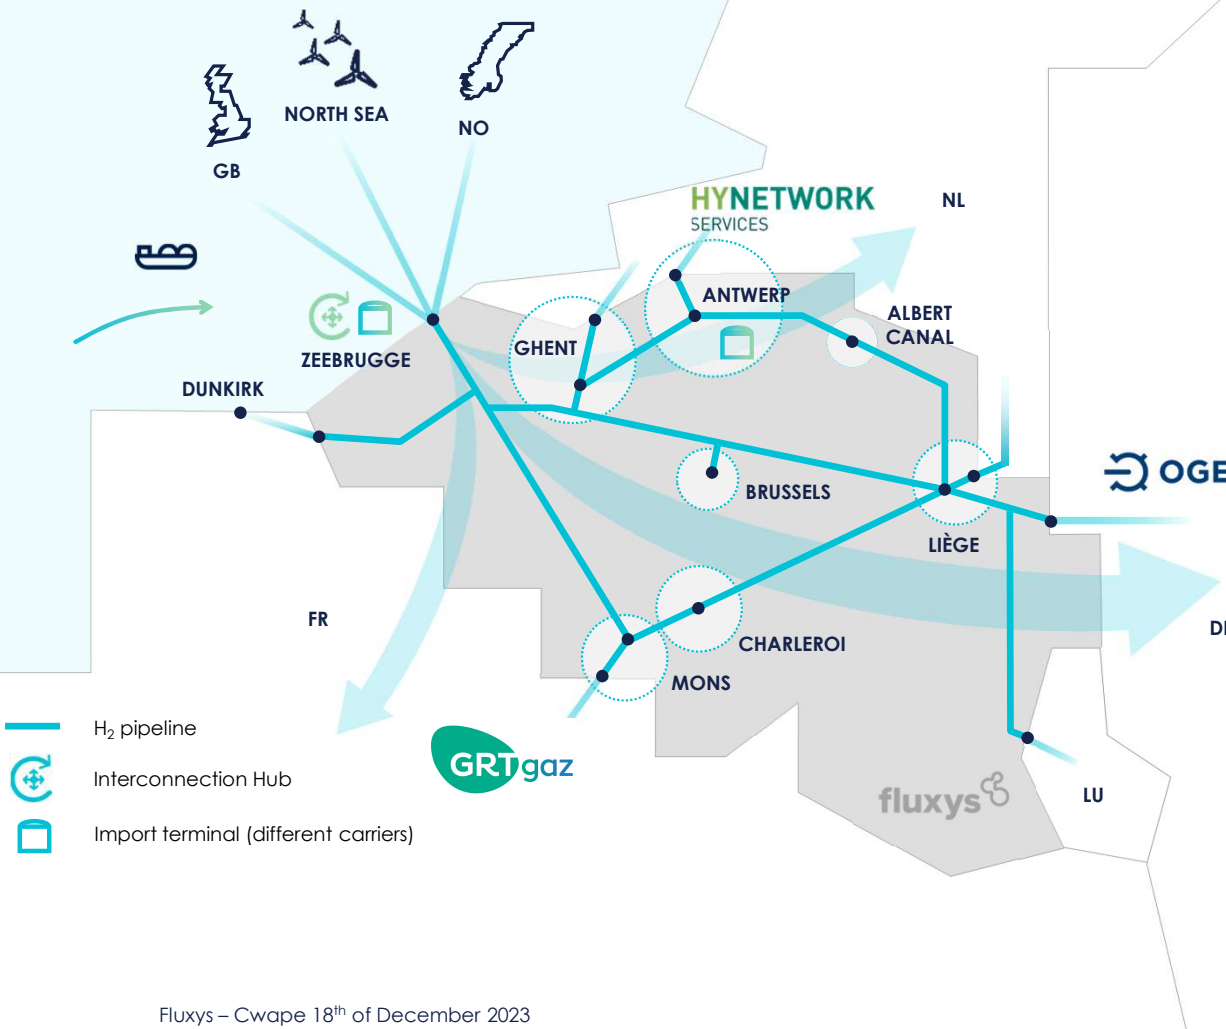 NORTH SEA
NO
GB
HYNETWORK
SERVICES
NL
ANTWERP
ALBERT
CANAL
GHENT
ZEEBRUGGE
DUNKIRK
OGE
BRUSSELS
LIÈGE
FR
CHARLEROI
MONS
H₂ pipeline
GRTgaz
Interconnection Hub
fluxys
LU
Import terminal (different carriers)
Fluxys – Cwape 18th of December 2023